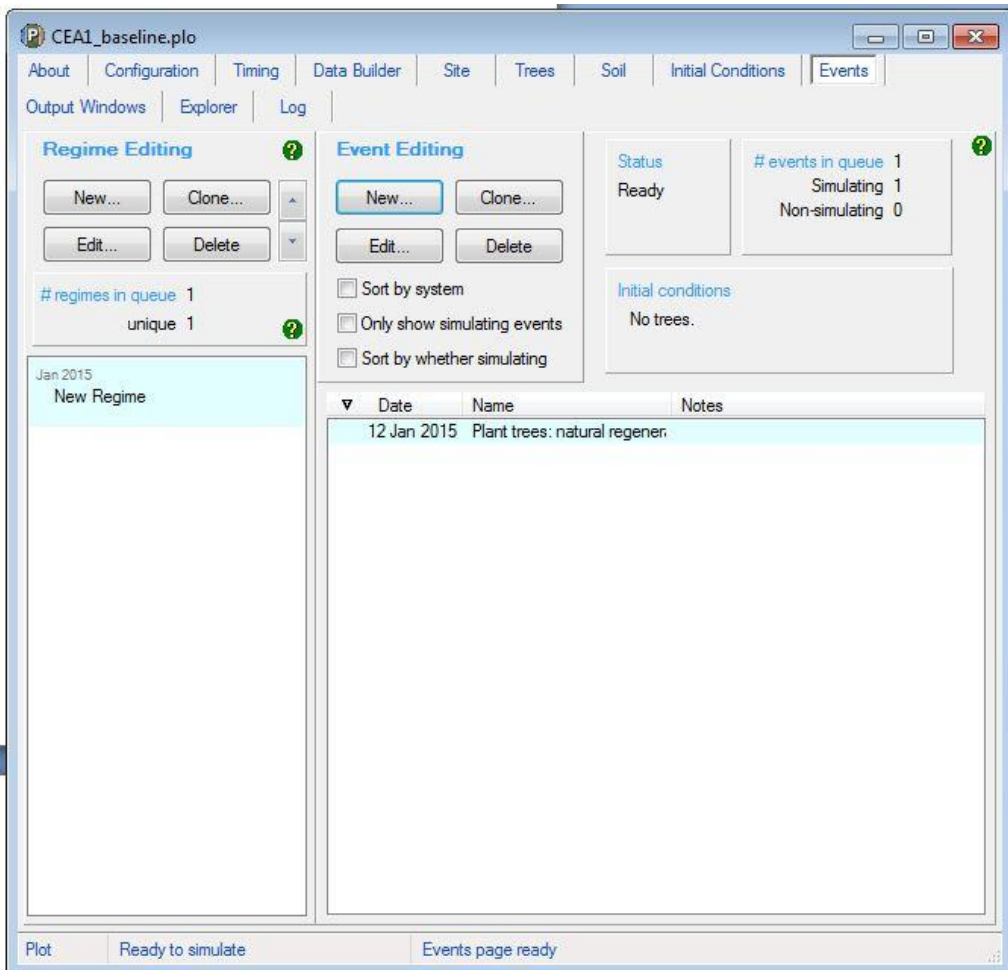 CEA1_baseline.plo
About Configuration Timing Data Builder Site Trees Soil Initial Conditions Events
Output Windows Explorer Log
Regime Editing ?
New... Clone...
Edit... Delete
# regimes in queue 1
unique 1 ?
Jan 2015
New Regime
Event Editing
New... Clone...
Edit... Delete
Sort by system
Only show simulating events
Sort by whether simulating
Status
Ready
# events in queue 1
Simulating 1
Non-simulating 0
?
Initial conditions
No trees.
Date Name Notes
12 Jan 2015 Plant trees: natural regenera
Plot Ready to simulate Events page ready